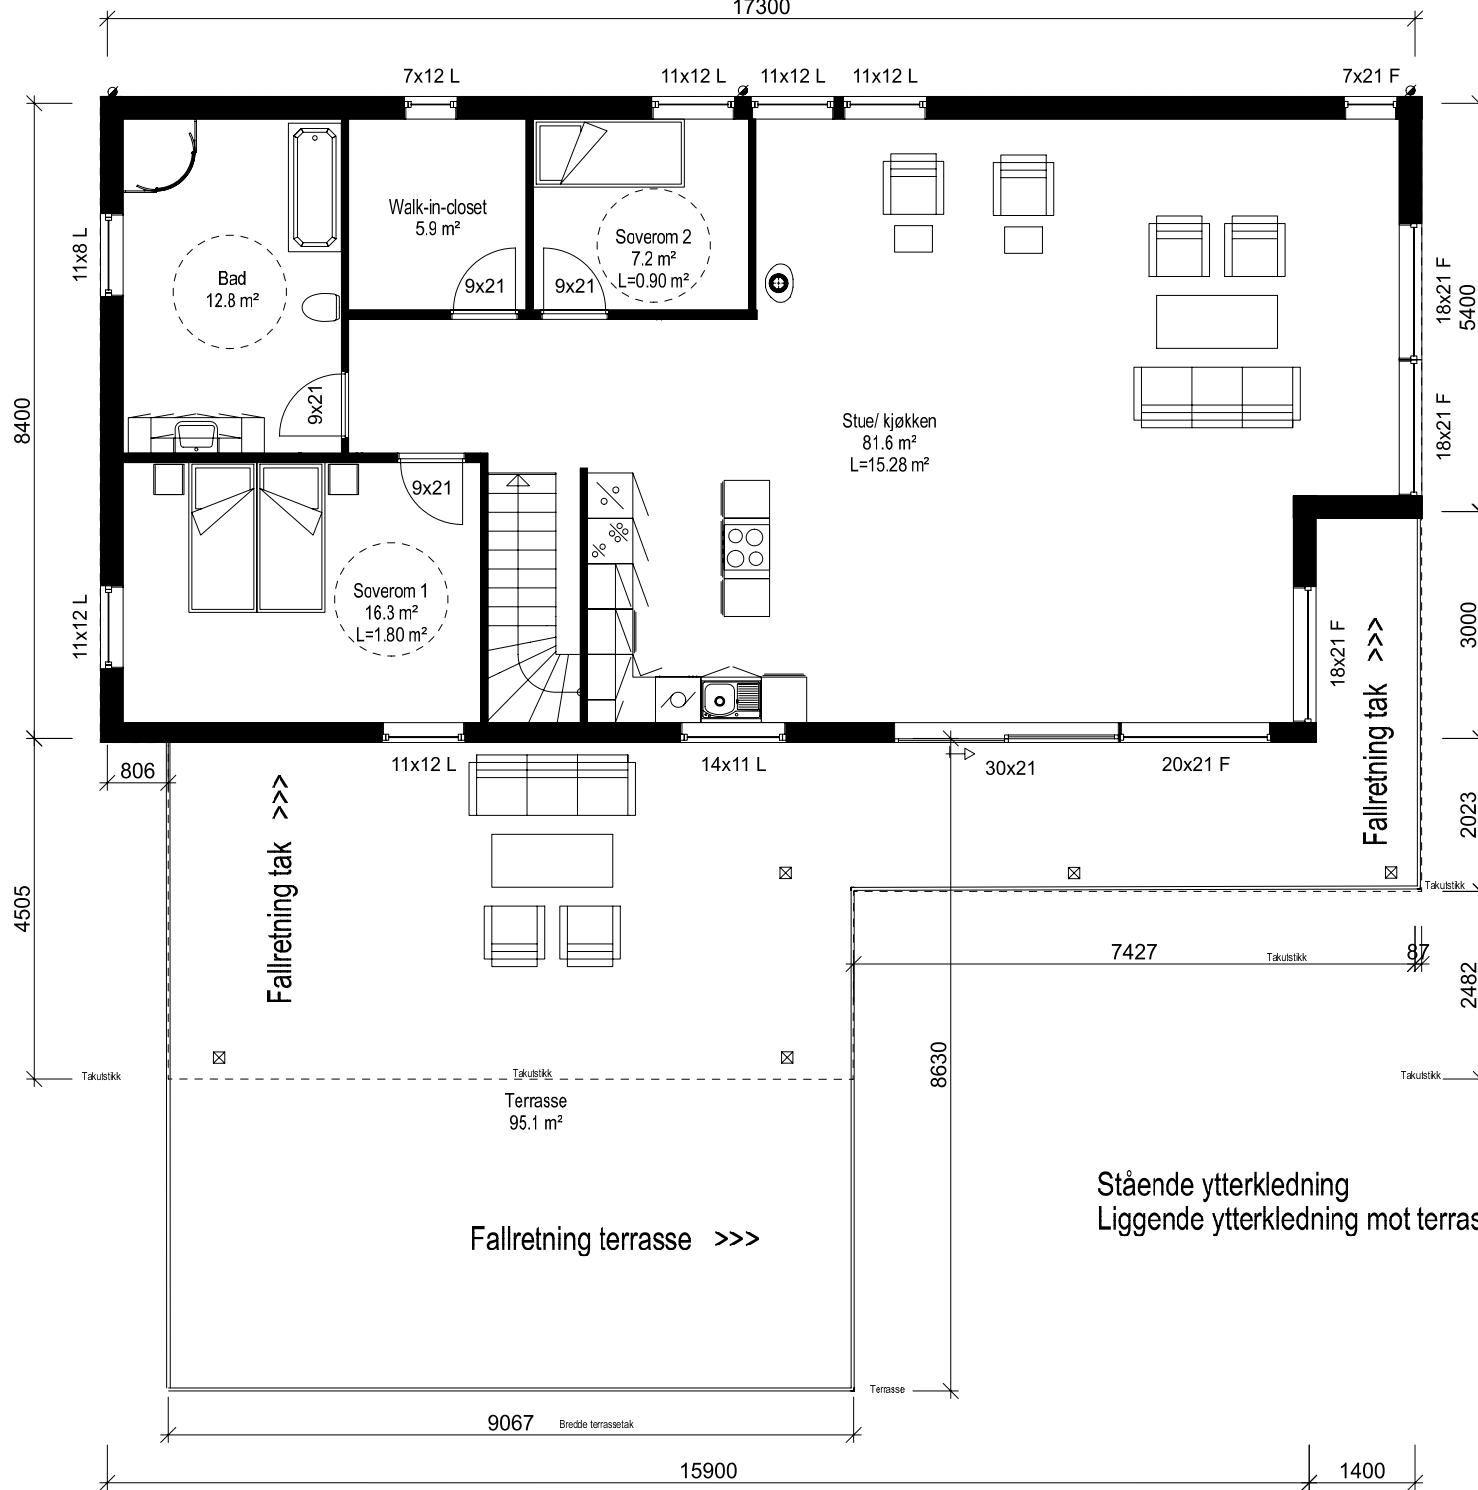 17300
7x12 L
11x12 L
11x12 L
11x12 L
7x21 F
Walk-in-closet
5.9 m²
Soverom 2
7.2 m²
L=0.90 m²
11x8 L
Bad
12.8 m²
9x21
9x21
18x21 F
5400
9x21
8400
Stue/ kjøkken
81.6 m²
L=15.28 m²
18x21 F
9x21
Soverom 1
16.3 m²
L=1.80 m²
11x12 L
18x21 F
Fallretning tak >>>
3000
806
11x12 L
14x11 L
30x21
20x21 F
Fallretning tak >>>
2023
4505
Takutstikk
7427
Takutstikk
87
2482
8630
Takutstikk
Takutstikk
Takutstikk
Terrasse
95.1 m²
Stående ytterkledning
Liggende ytterkledning mot terras
Fallretning terrasse >>>
Terrasse
9067
Bredde terrassetak
15900
1400